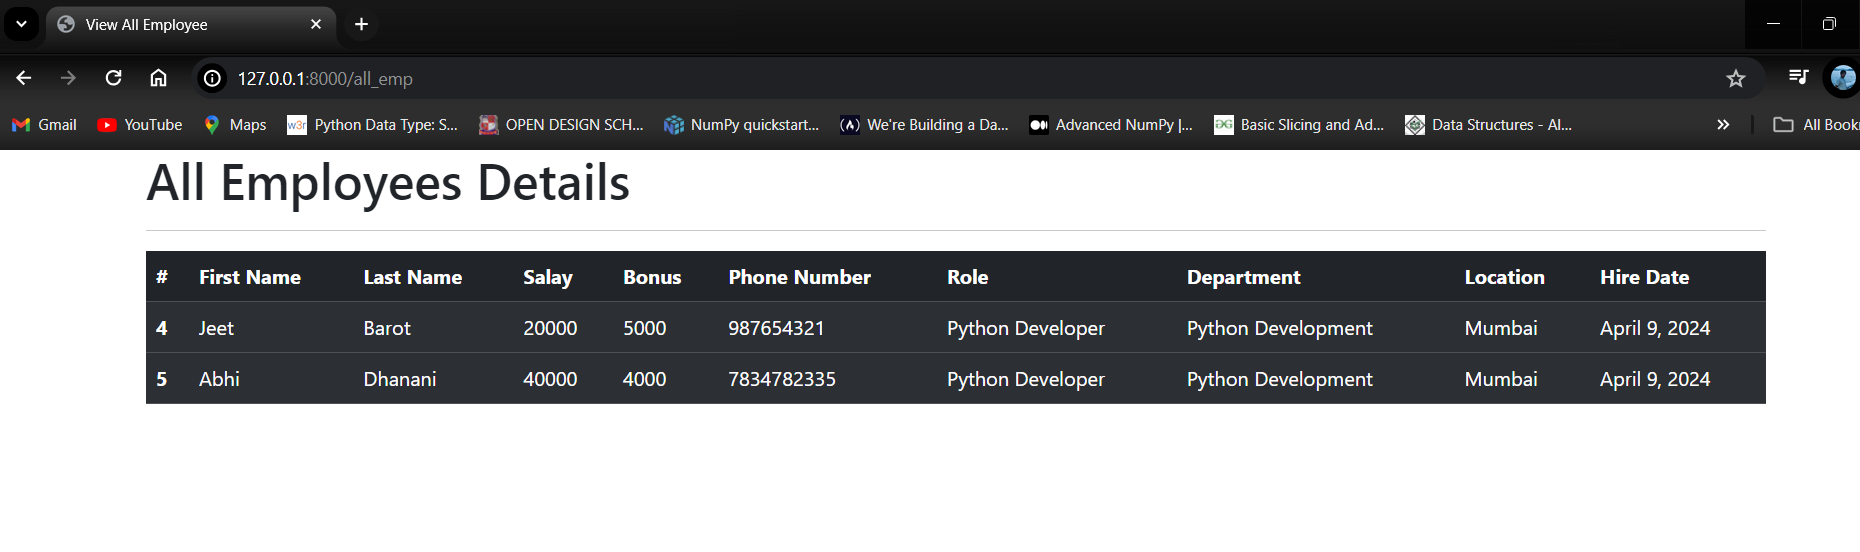 View All Employee
127.0.0.1:8000/all_emp
Gmail YouTube Maps w3r Python Data Type: S... OPEN DESIGN SCH... NumPy quickstart... We're Building a Da... Advanced NumPy |... Basic Slicing and Ad... Data Structures - Al... » All Book
All Employees Details
# First Name Last Name Salay Bonus Phone Number Role Department Location Hire Date
4 Jeet Barot 20000 5000 987654321 Python Developer Python Development Mumbai April 9, 2024
5 Abhi Dhanani 40000 4000 7834782335 Python Developer Python Development Mumbai April 9, 2024